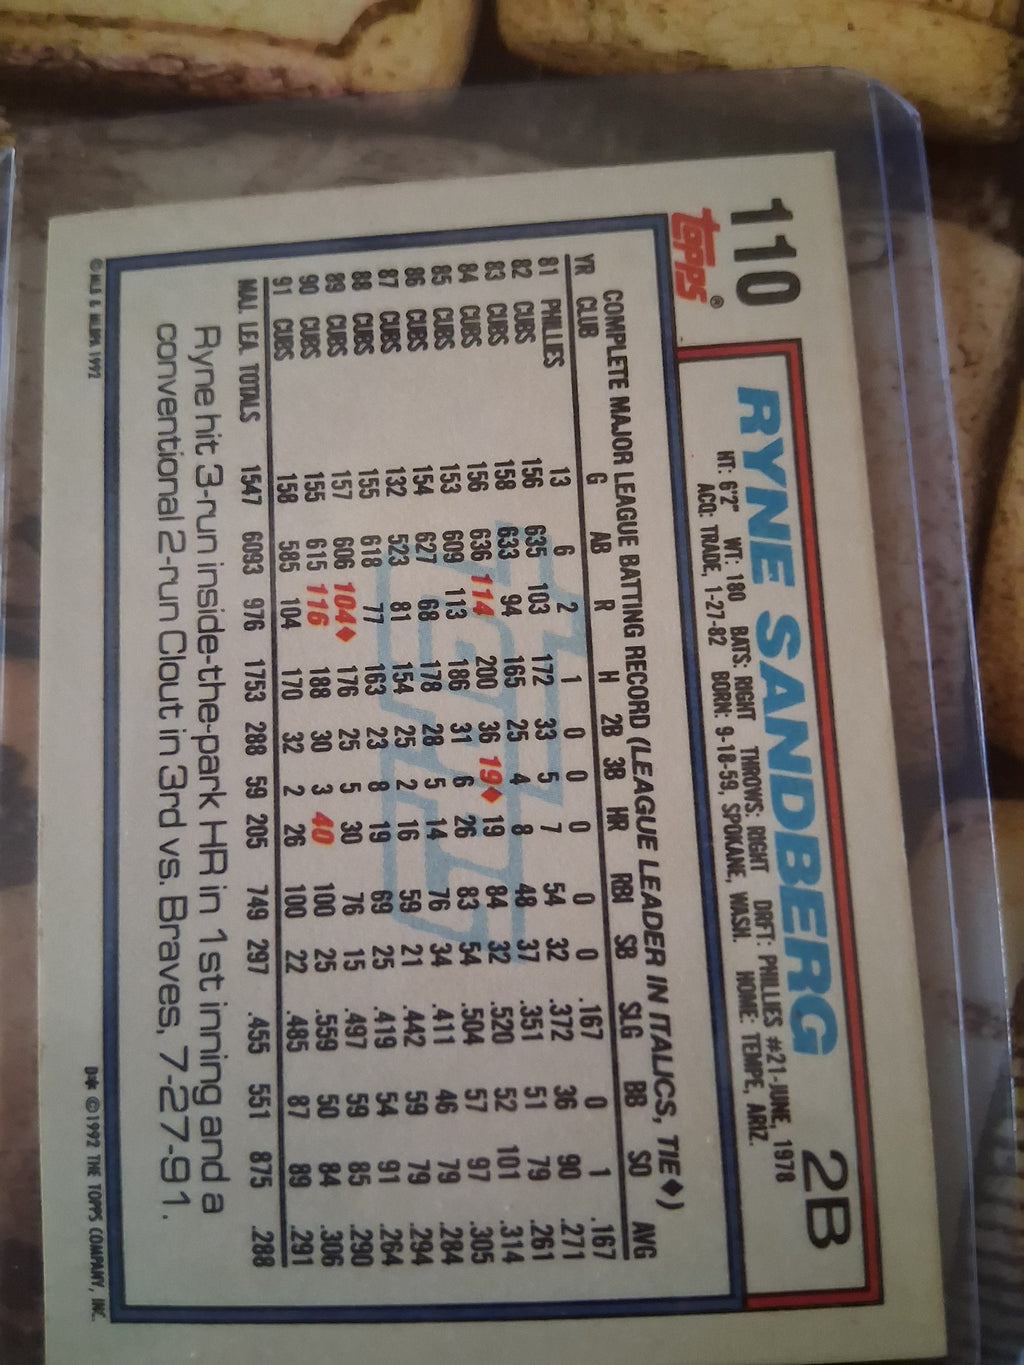 110
RYNE SANDBERG 2B
TOPPS®
HT: 6'2" WT: 180 BATS: RIGHT THROWS: RIGHT DRFT: PHILLIES #21-JUNE, 1978
ACQ: TRADE, 1-27-82 BORN: 9-18-59, SPOKANE, WASH. HOME: TEMPE, ARIZ.
COMPLETE MAJOR LEAGUE BATTING RECORD (LEAGUE LEADER IN ITALICS, TIE♦)
YR CLUB G AB R H 2B 3B HR RBI SB SLG BB SO AVG
81 PHILLIES 13 6 2 1 0 0 0 0 0 .167 0 1 .167
82 CUBS 156 635 103 172 33 5 7 54 32 .372 36 90 .271
83 CUBS 158 633 94 165 25 4 8 48 37 .351 51 79 .261
84 CUBS 156 636 114 200 36 19♦ 19 84 32 .520 52 101 .314
85 CUBS 153 609 113 186 31 6 26 83 54 .504 57 97 .305
86 CUBS 154 627 68 178 28 5 14 76 34 .411 46 79 .284
87 CUBS 132 523 81 154 25 2 16 59 21 .442 59 79 .294
88 CUBS 155 618 77 163 23 8 19 69 25 .419 54 91 .264
89 CUBS 157 606 104♦ 176 25 5 30 76 15 .497 59 85 .290
90 CUBS 155 615 116 188 30 3 40 100 25 .559 50 84 .306
91 CUBS 158 585 104 170 32 2 26 100 22 .485 87 89 .291
MAJ. LEA. TOTALS 1547 6093 976 1753 288 59 205 749 297 .455 551 875 .288
Ryne hit 3-run inside-the-park HR in 1st inning and a
conventional 2-run Clout in 3rd vs. Braves, 7-27-91.
© MLB & MLBPA 1992
D** ©1992 THE TOPPS COMPANY, INC.